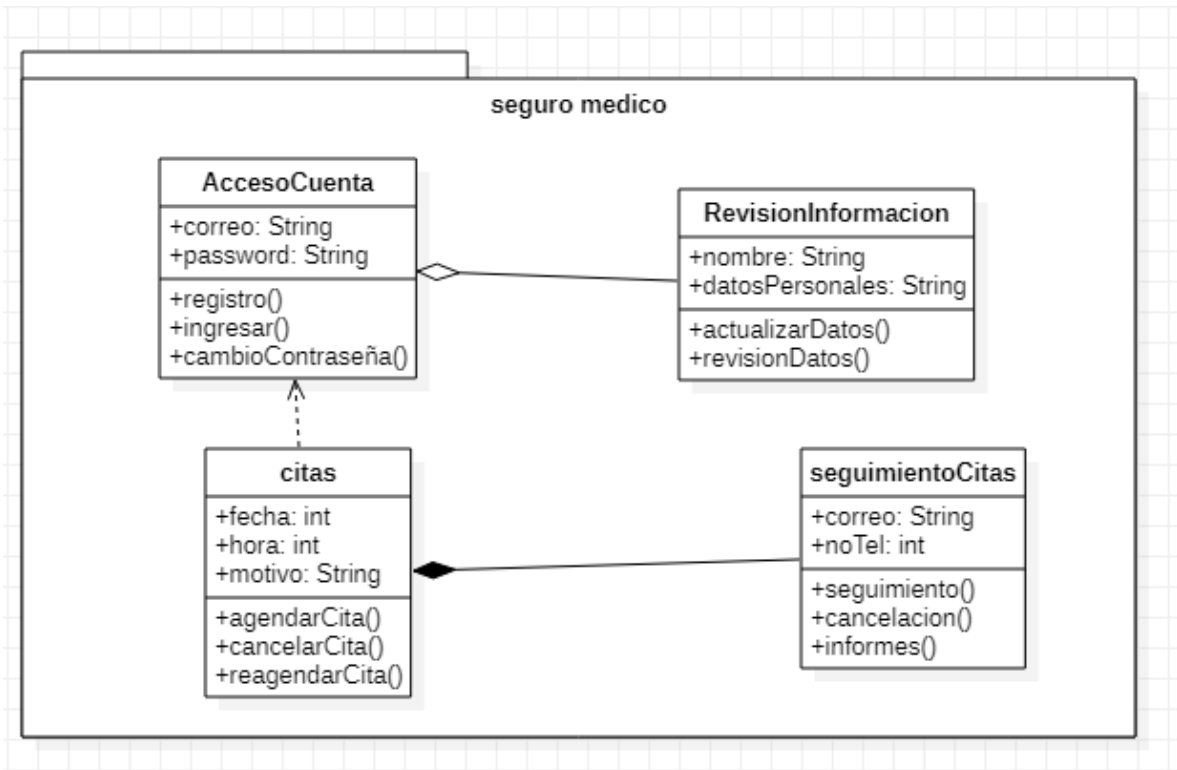 seguro medico
AccesoCuenta
+correo: String
+password: String
+registro()
+ingresar()
+cambioContraseña()
RevisionInformacion
+nombre: String
+datosPersonales: String
+actualizarDatos()
+revisionDatos()
citas
+fecha: int
+hora: int
+motivo: String
+agendarCita()
+cancelarCita()
+reagendarCita()
seguimientoCitas
+correo: String
+noTel: int
+seguimiento()
+cancelacion()
+informes()